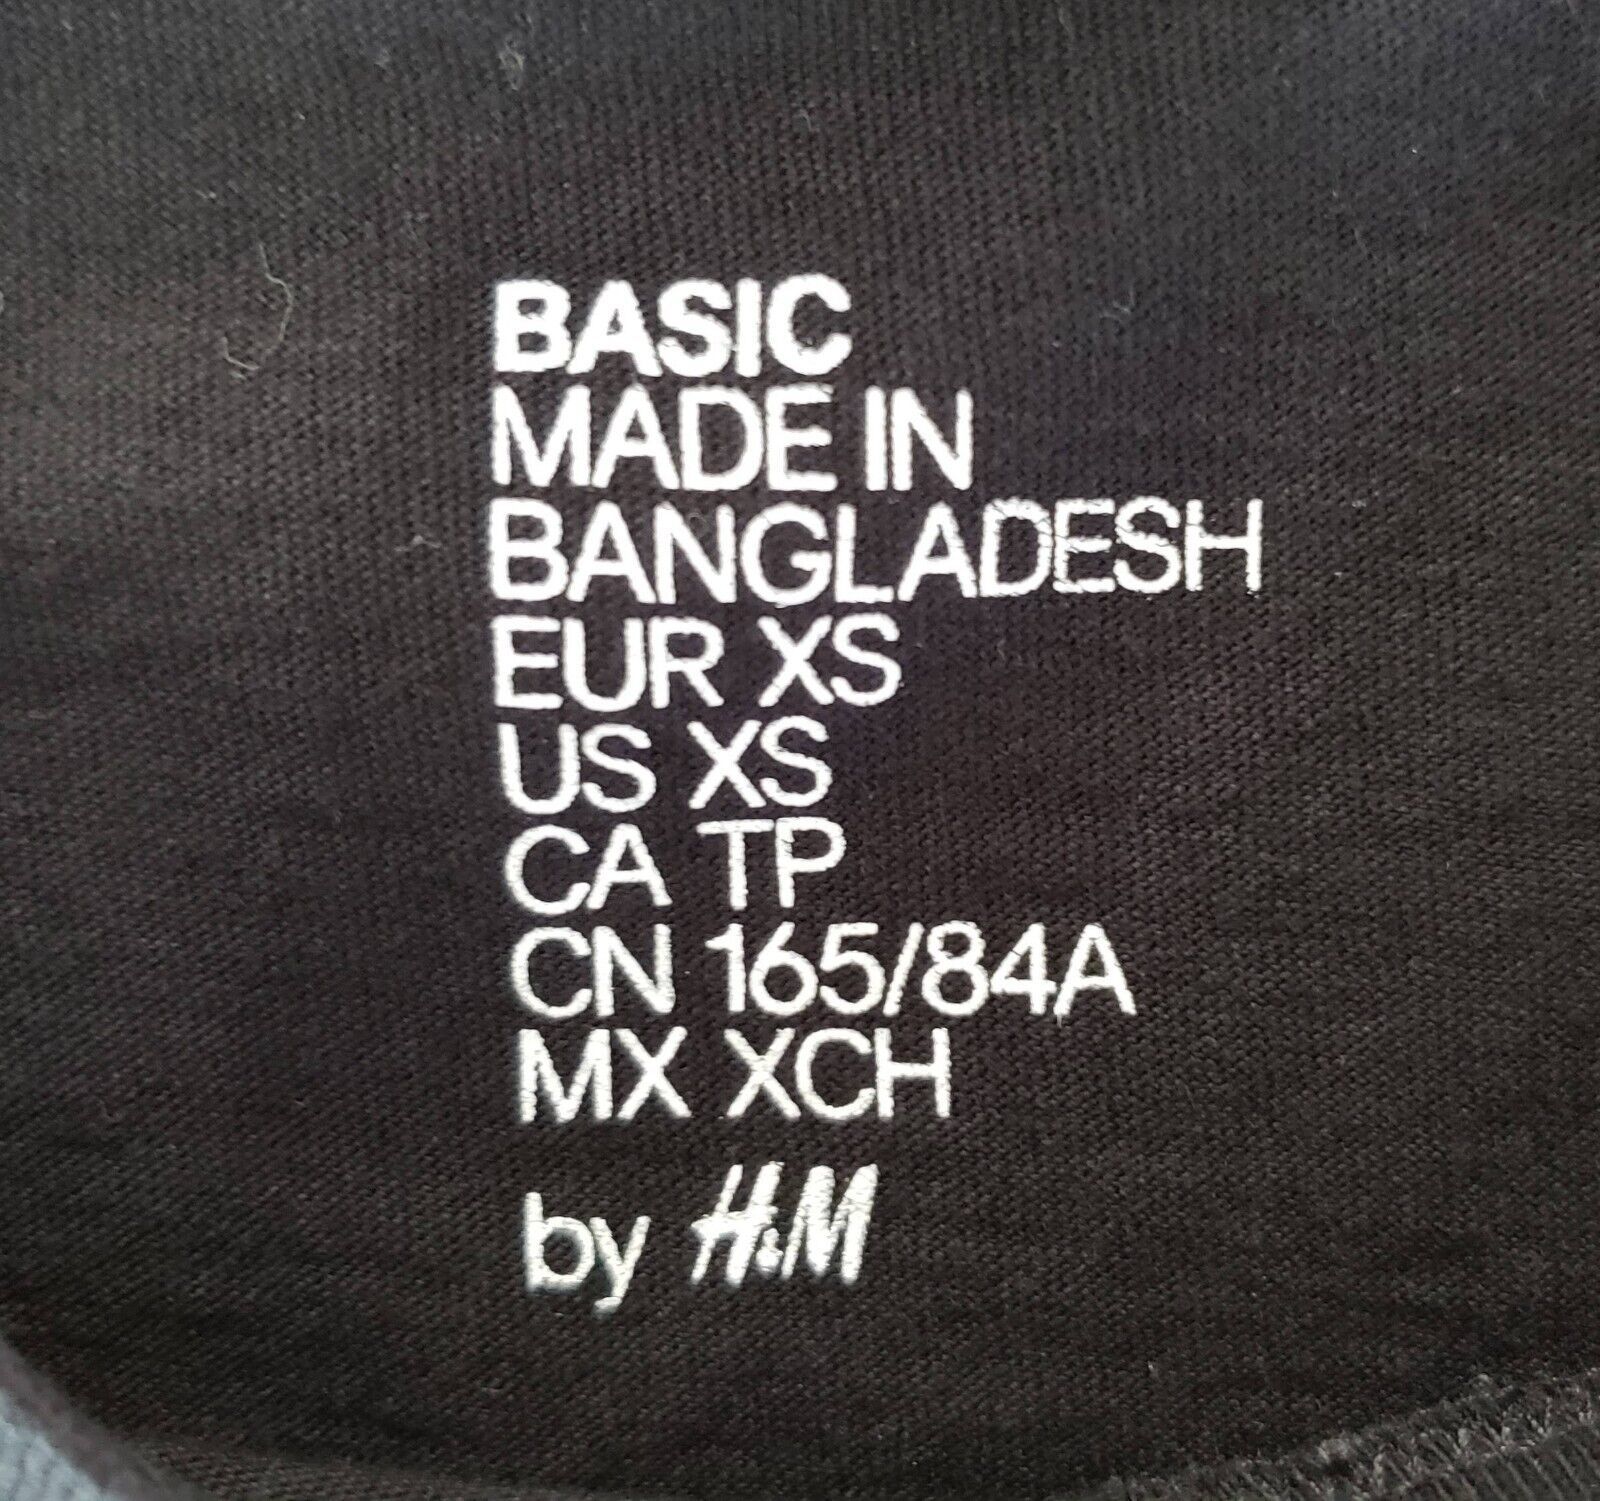 BASIC
MADE IN
BANGLADESH
EUR XS
US XS
CA TP
CN 165/84A
MX XCH
by H&M